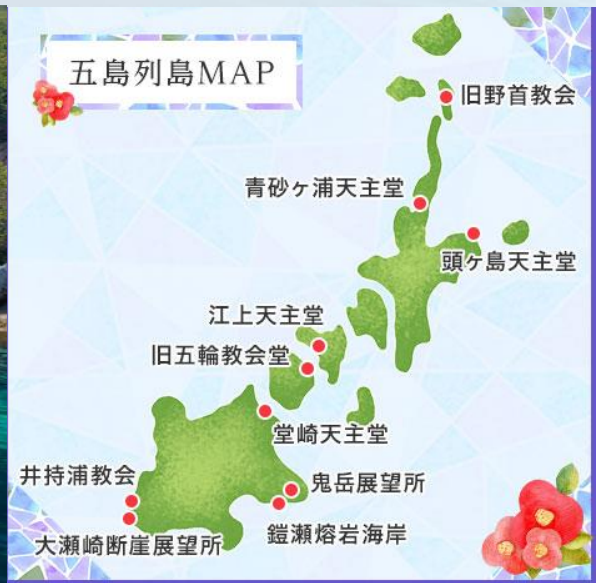 五島列島MAP
旧野首教会
青砂ヶ浦天主堂
頭ヶ島天主堂
江上天主堂
旧五輪教会堂
堂崎天主堂
井持浦教会
鬼岳展望所
大瀬崎断崖展望所
鐙瀬熔岩海岸